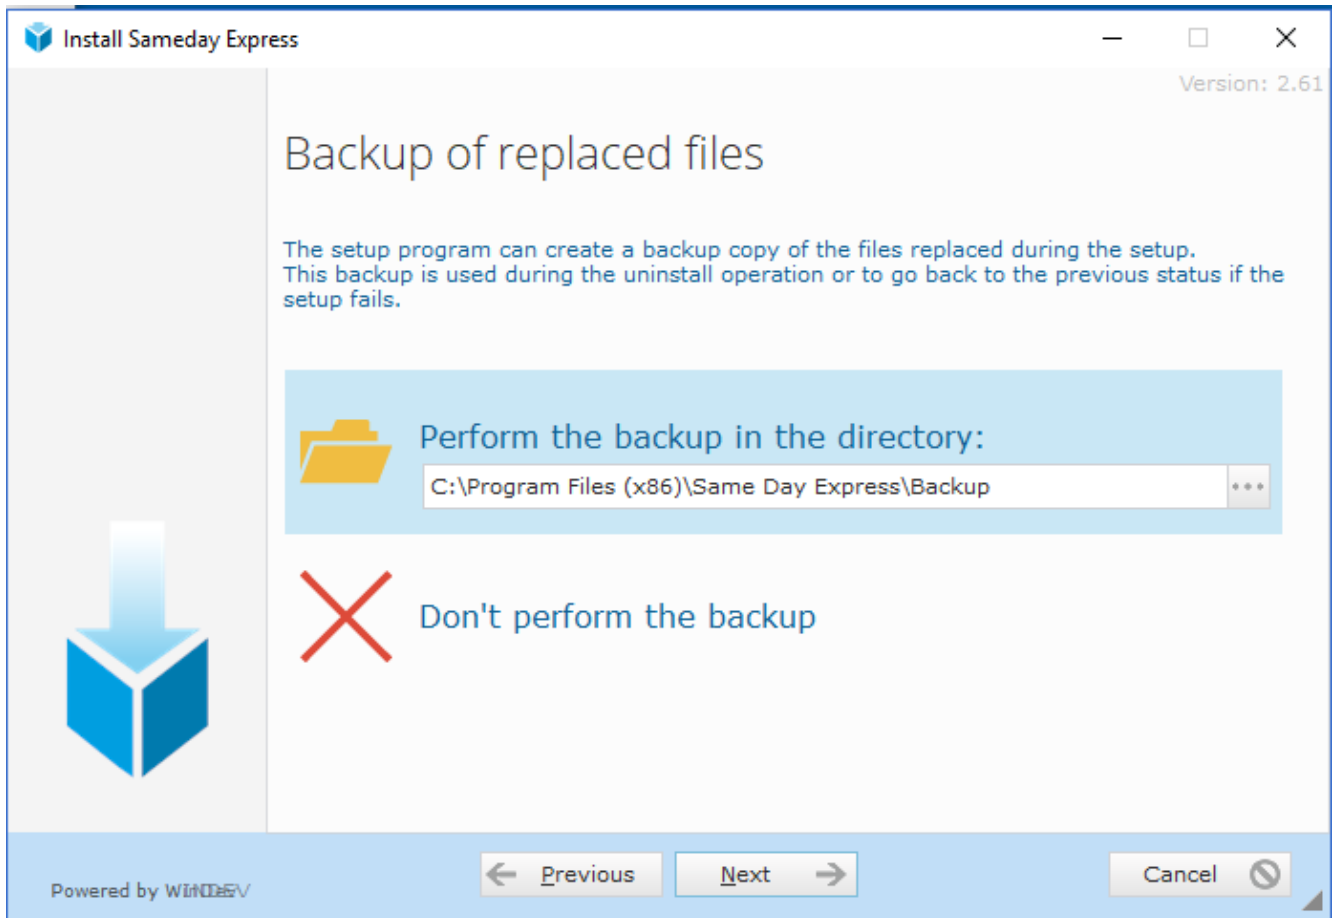 Install Sameday Express
Version: 2.61
Backup of replaced files
The setup program can create a backup copy of the files replaced during the setup.
This backup is used during the uninstall operation or to go back to the previous status if the
setup fails.
Perform the backup in the directory:
C:\Program Files (x86)\Same Day Express\Backup
Don't perform the backup
Previous
Next
Cancel
Powered by